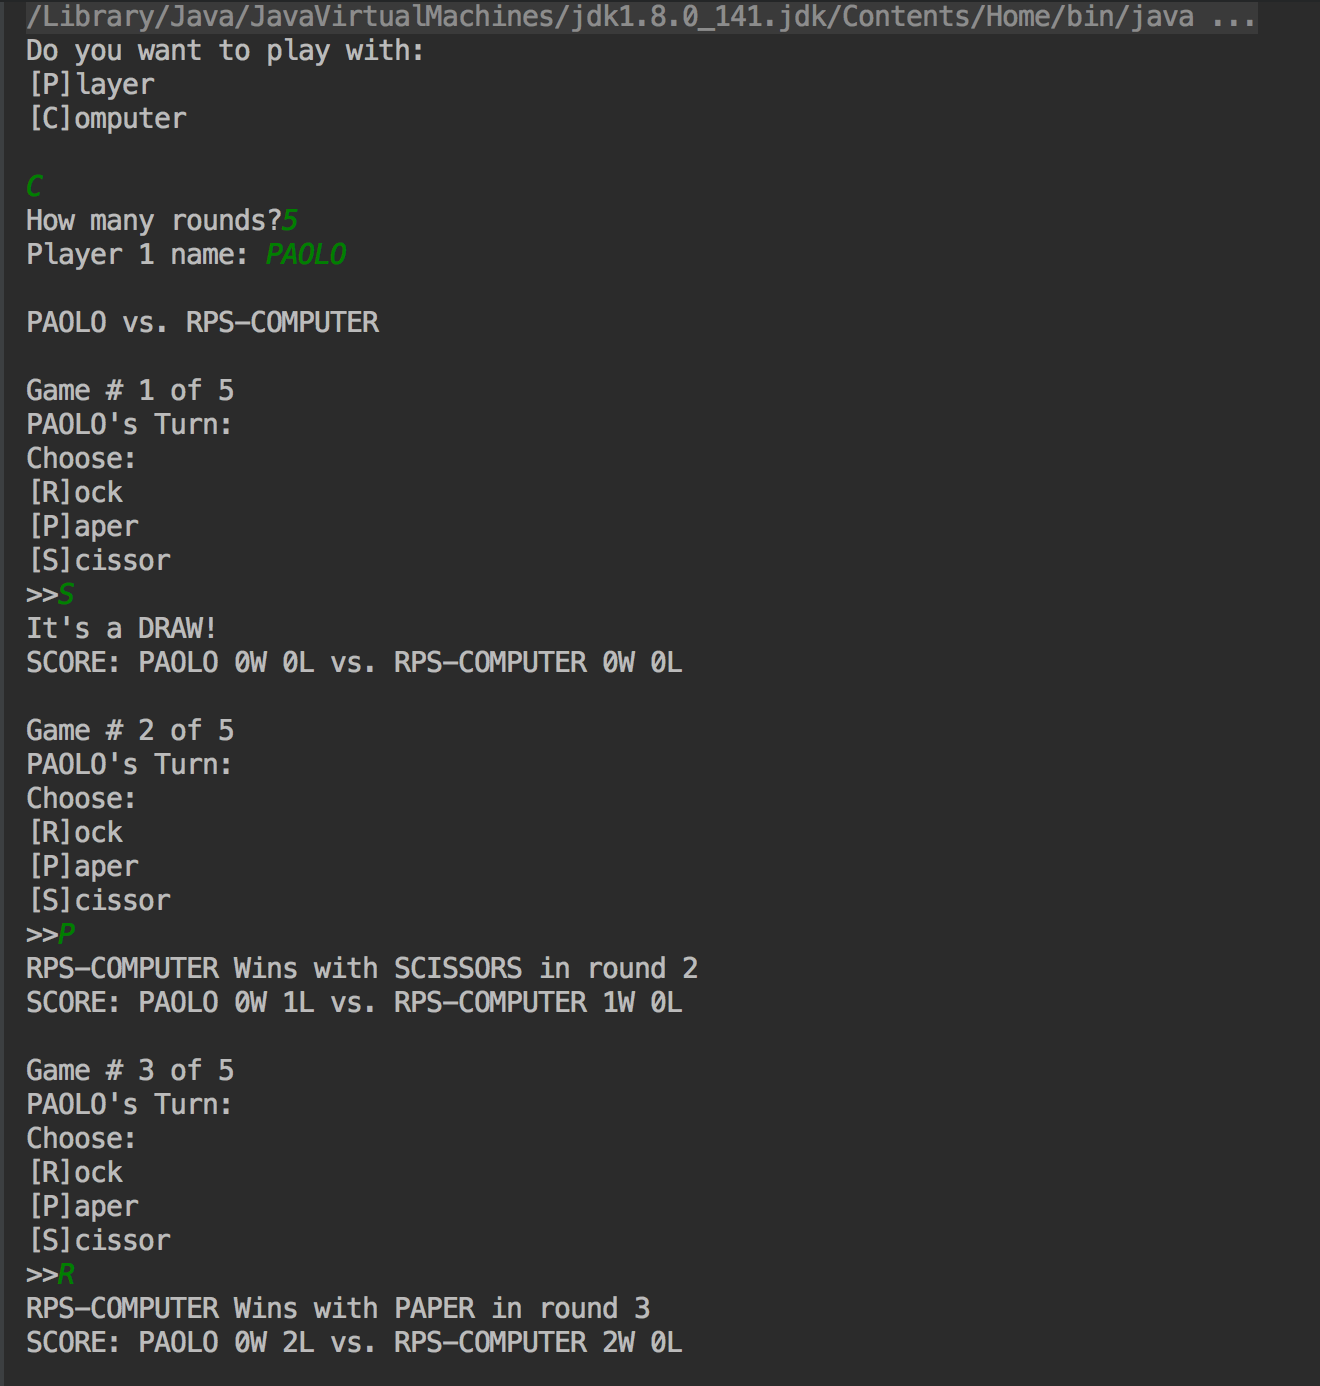 /Library/Java/JavaVirtualMachines/jdk1.8.0_141.jdk/Contents/Home/bin/java ...
Do you want to play with:
[P]layer
[C]omputer
C
How many rounds?5
Player 1 name: PAOLO
PAOLO vs. RPS-COMPUTER
Game # 1 of 5
PAOLO's Turn:
Choose:
[R]ock
[P]aper
[S]cissor
>>S
It's a DRAW!
SCORE: PAOLO 0W 0L vs. RPS-COMPUTER 0W 0L
Game # 2 of 5
PAOLO's Turn:
Choose:
[R]ock
[P]aper
[S]cissor
>>P
RPS-COMPUTER Wins with SCISSORS in round 2
SCORE: PAOLO 0W 1L vs. RPS-COMPUTER 1W 0L
Game # 3 of 5
PAOLO's Turn:
Choose:
[R]ock
[P]aper
[S]cissor
>>R
RPS-COMPUTER Wins with PAPER in round 3
SCORE: PAOLO 0W 2L vs. RPS-COMPUTER 2W 0L